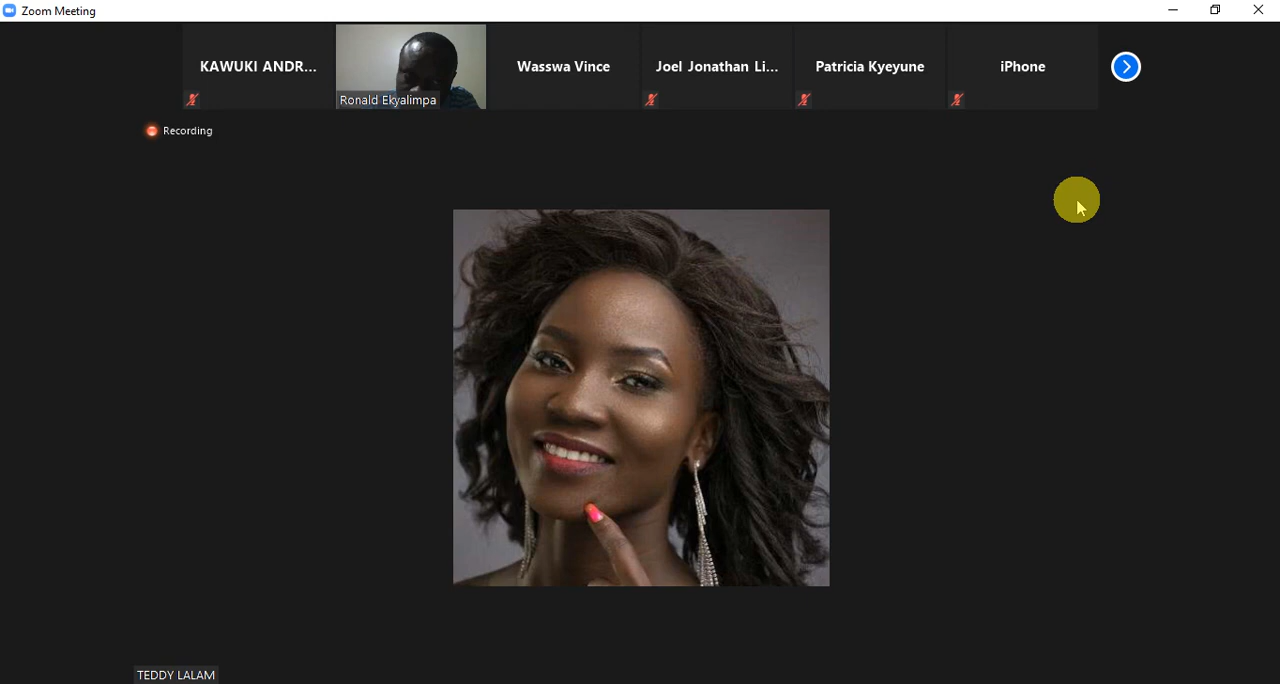 Zoom Meeting
KAWUKI ANDR...
Ronald Ekyalimpa
Wasswa Vince
Joel Jonathan Li...
Patricia Kyeyune
iPhone
Recording
TEDDY LALAM